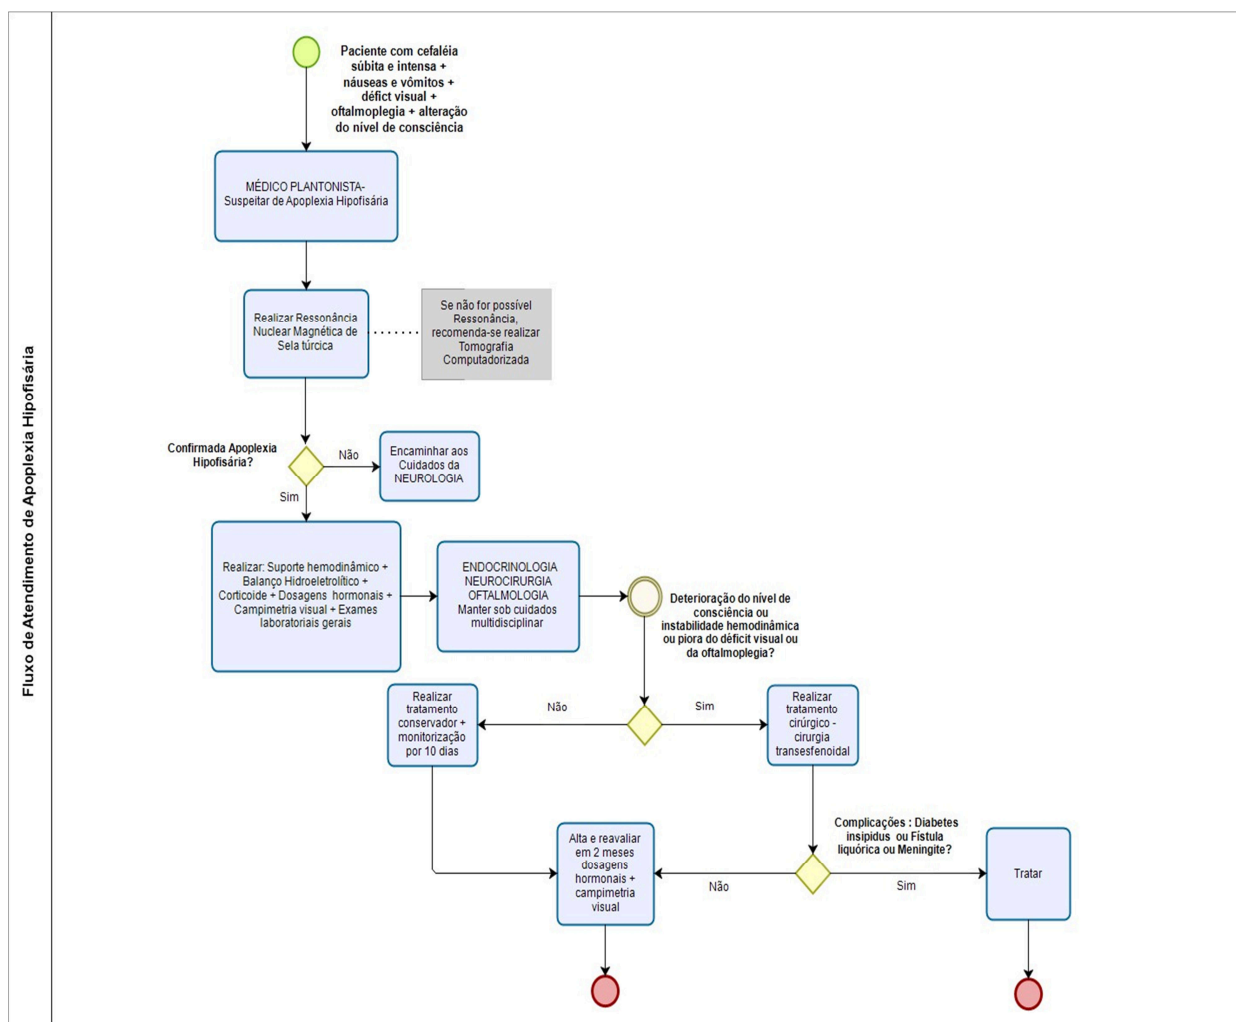 Fluxo de Atendimento de Apoplexia Hipofisária
Paciente com cefaléia
súbita e intensa +
náuseas e vômitos +
défict visual +
oftalmoplegia + alteração
do nível de consciência
MÉDICO PLANTONISTA-
Suspeitar de Apoplexia Hipofisária
Realizar Ressonância
Nuclear Magnética de
Sela túrcica
Se não for possível
Ressonância,
recomenda-se realizar
Tomografia
Computadorizada
Confirmada Apoplexia
Hipofisária?
Não
Encaminhar aos
Cuidados da
NEUROLOGIA
Sim
Realizar: Suporte hemodinâmico +
Balanço Hidroeletrolítico +
Corticoide + Dosagens hormonais +
Campimetria visual + Exames
laboratoriais gerais
ENDOCRINOLOGIA
NEUROCIRURGIA
OFTALMOLOGIA
Manter sob cuidados
multidisciplinar
Deterioração do nível de
consciência ou
instabilidade hemodinâmica
ou piora do déficit visual ou
da oftalmoplegia?
Realizar
tratamento
conservador +
monitorização
por 10 dias
Não
Sim
Realizar
tratamento
cirúrgico -
cirurgia
transesfenoidal
Complicações : Diabetes
insipidus ou Fístula
liquórica ou Meningite?
Alta e reavaliar
em 2 meses
dosagens
hormonais +
campimetria
visual
Não
Sim
Tratar